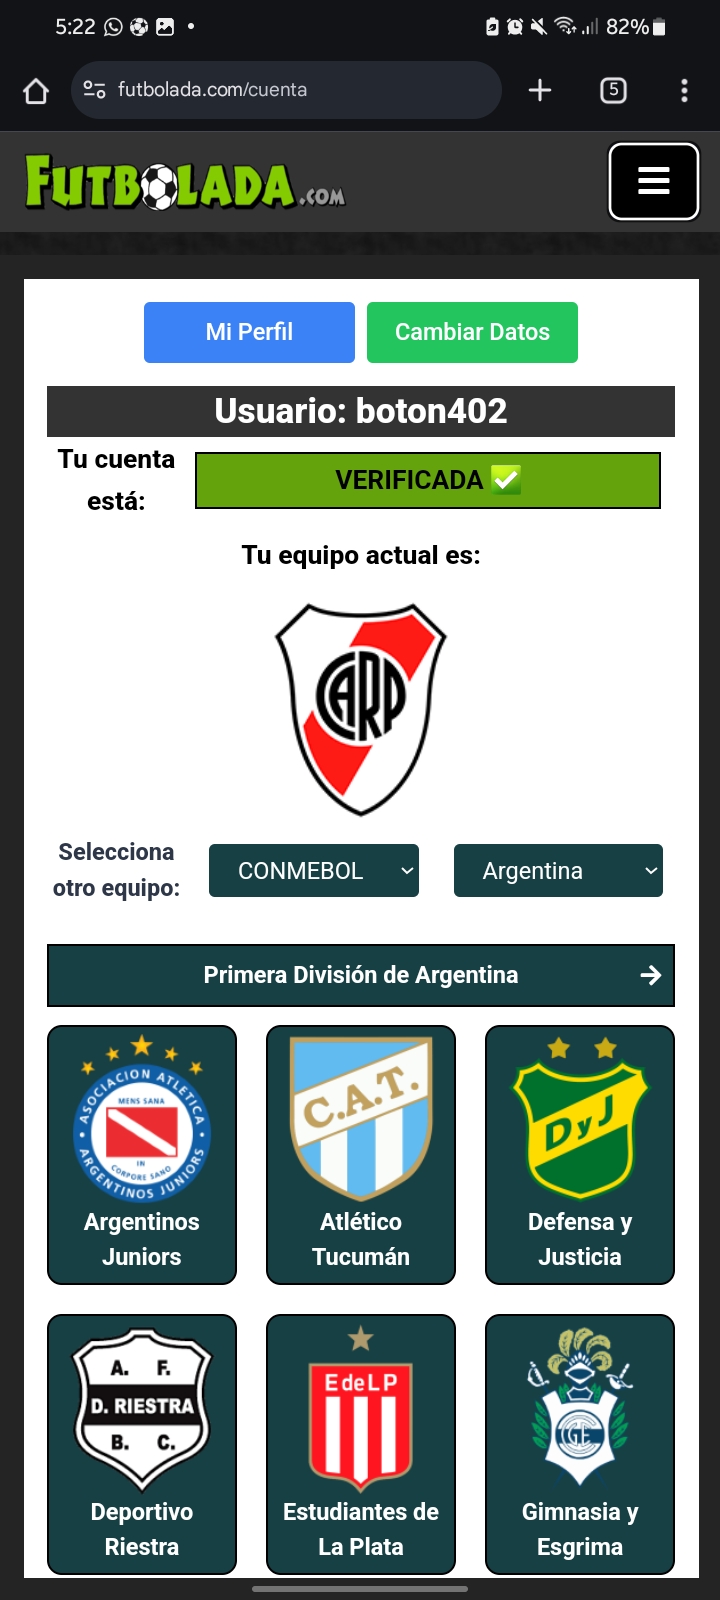 5:22
82%
futbolada.com/cuenta
5
FUTBOLADA.COM
Mi Perfil
Cambiar Datos
Usuario: boton402
Tu cuenta
está:
VERIFICADA ✅
Tu equipo actual es:
CARP
Selecciona
otro equipo:
CONMEBOL
Argentina
Primera División de Argentina
ASOCIACION ATLETICA
MENS SANA
IN
CORPORE SANO
ARGENTINOS JUNIORS
Argentinos
Juniors
C.A.T.
Atlético
Tucumán
DyJ
Defensa y
Justicia
A. F.
D. RIESTRA
B. C.
Deportivo
Riestra
EdeLP
Estudiantes de
La Plata
GE
Gimnasia y
Esgrima